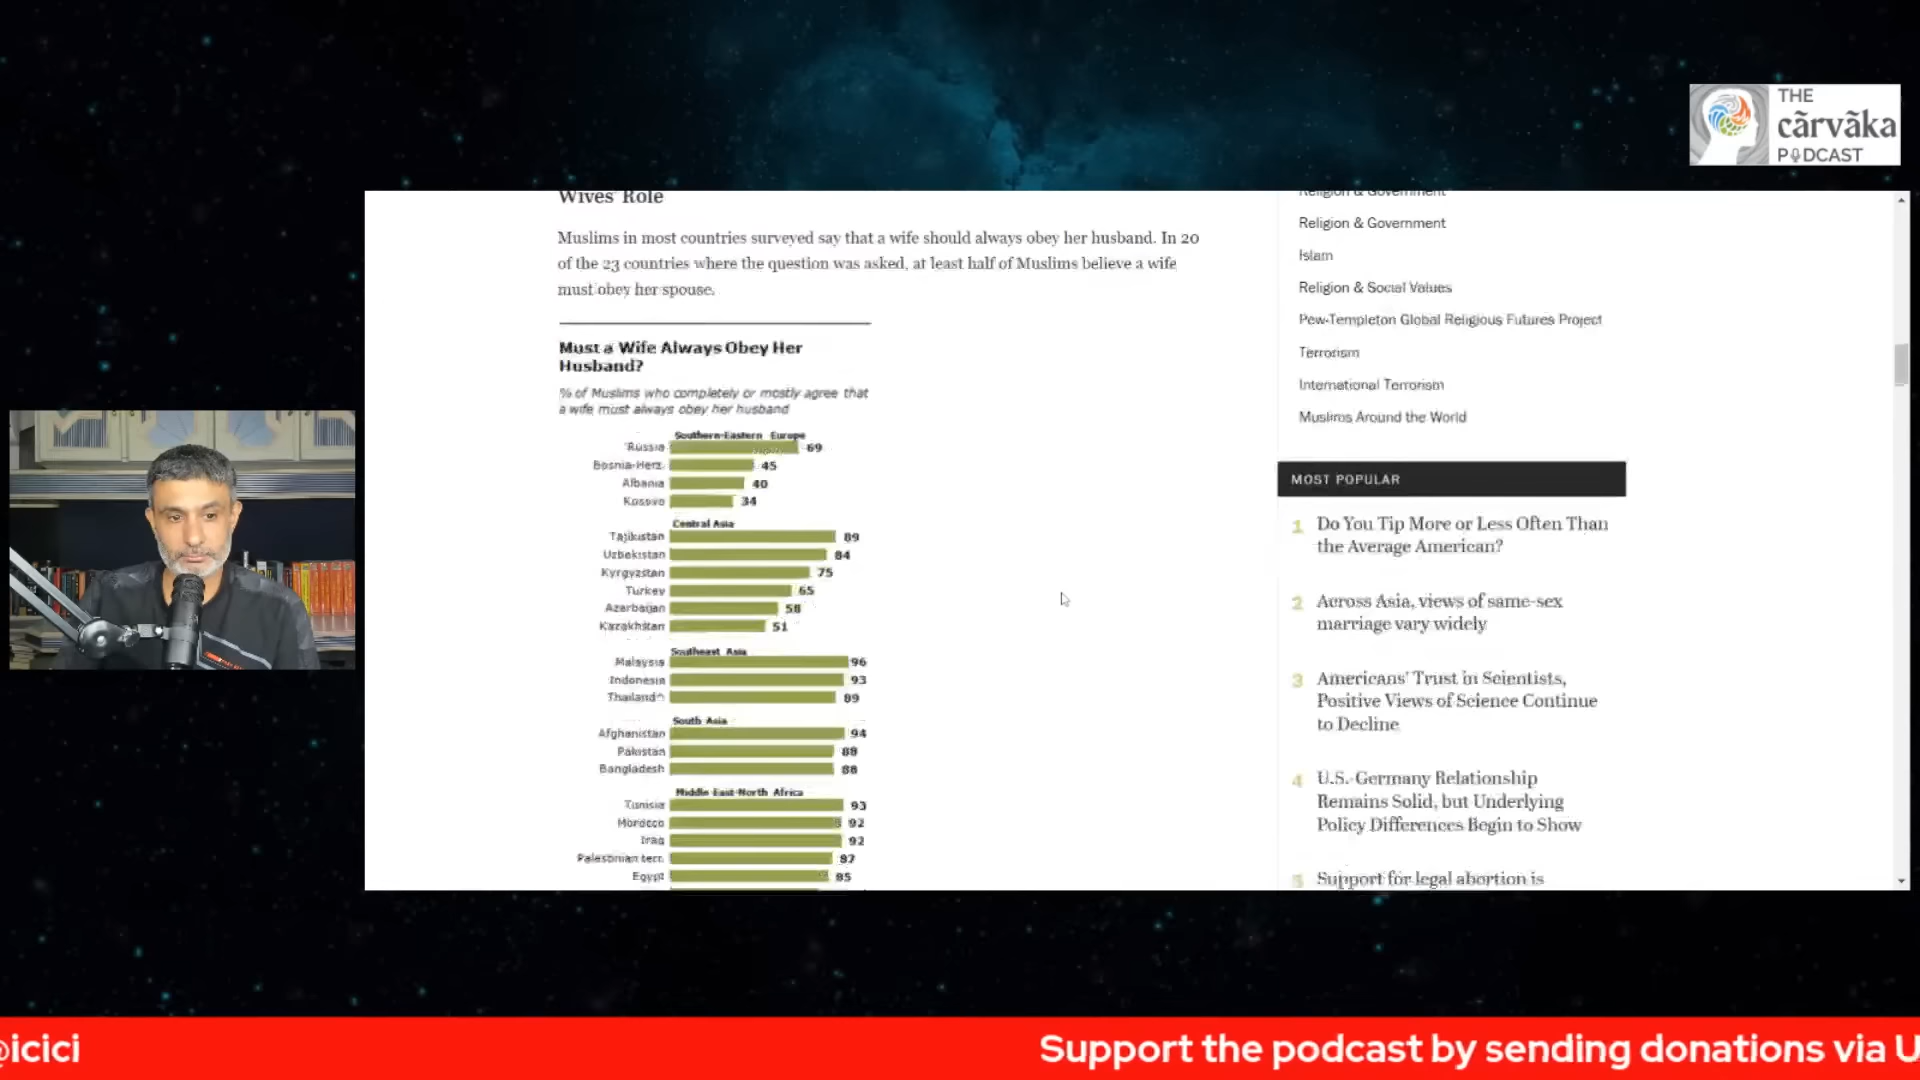 THE
cãrvãka
PODCAST
Wives' Role
Muslims in most countries surveyed say that a wife should always obey her husband. In 20
of the 23 countries where the question was asked, at least half of Muslims believe a wife
must obey her spouse.
Must a Wife Always Obey Her
Husband?
% of Muslims who completely or mostly agree that
a wife must always obey her husband
Southern-Eastern Europe
Russia 69
Bosnia-Herz. 45
Albania 40
Kosovo 34
Central Asia
Tajikistan 89
Uzbekistan 84
Kyrgyzstan 75
Turkey 65
Azerbaijan 58
Kazakhstan 51
Southeast Asia
Malaysia 96
Indonesia 93
Thailand^ 89
South Asia
Afghanistan 94
Pakistan 88
Bangladesh 88
Middle East-North Africa
Tunisia 93
Morocco 92
Iraq 92
Palestinian terr. 87
Egypt 85
Religion & Government
Religion & Government
Islam
Religion & Social Values
Pew-Templeton Global Religious Futures Project
Terrorism
International Terrorism
Muslims Around the World
MOST POPULAR
1 Do You Tip More or Less Often Than
the Average American?
2 Across Asia, views of same-sex
marriage vary widely
3 Americans' Trust in Scientists,
Positive Views of Science Continue
to Decline
4 U.S.-Germany Relationship
Remains Solid, but Underlying
Policy Differences Begin to Show
5 Support for legal abortion is
@icici
Support the podcast by sending donations via U